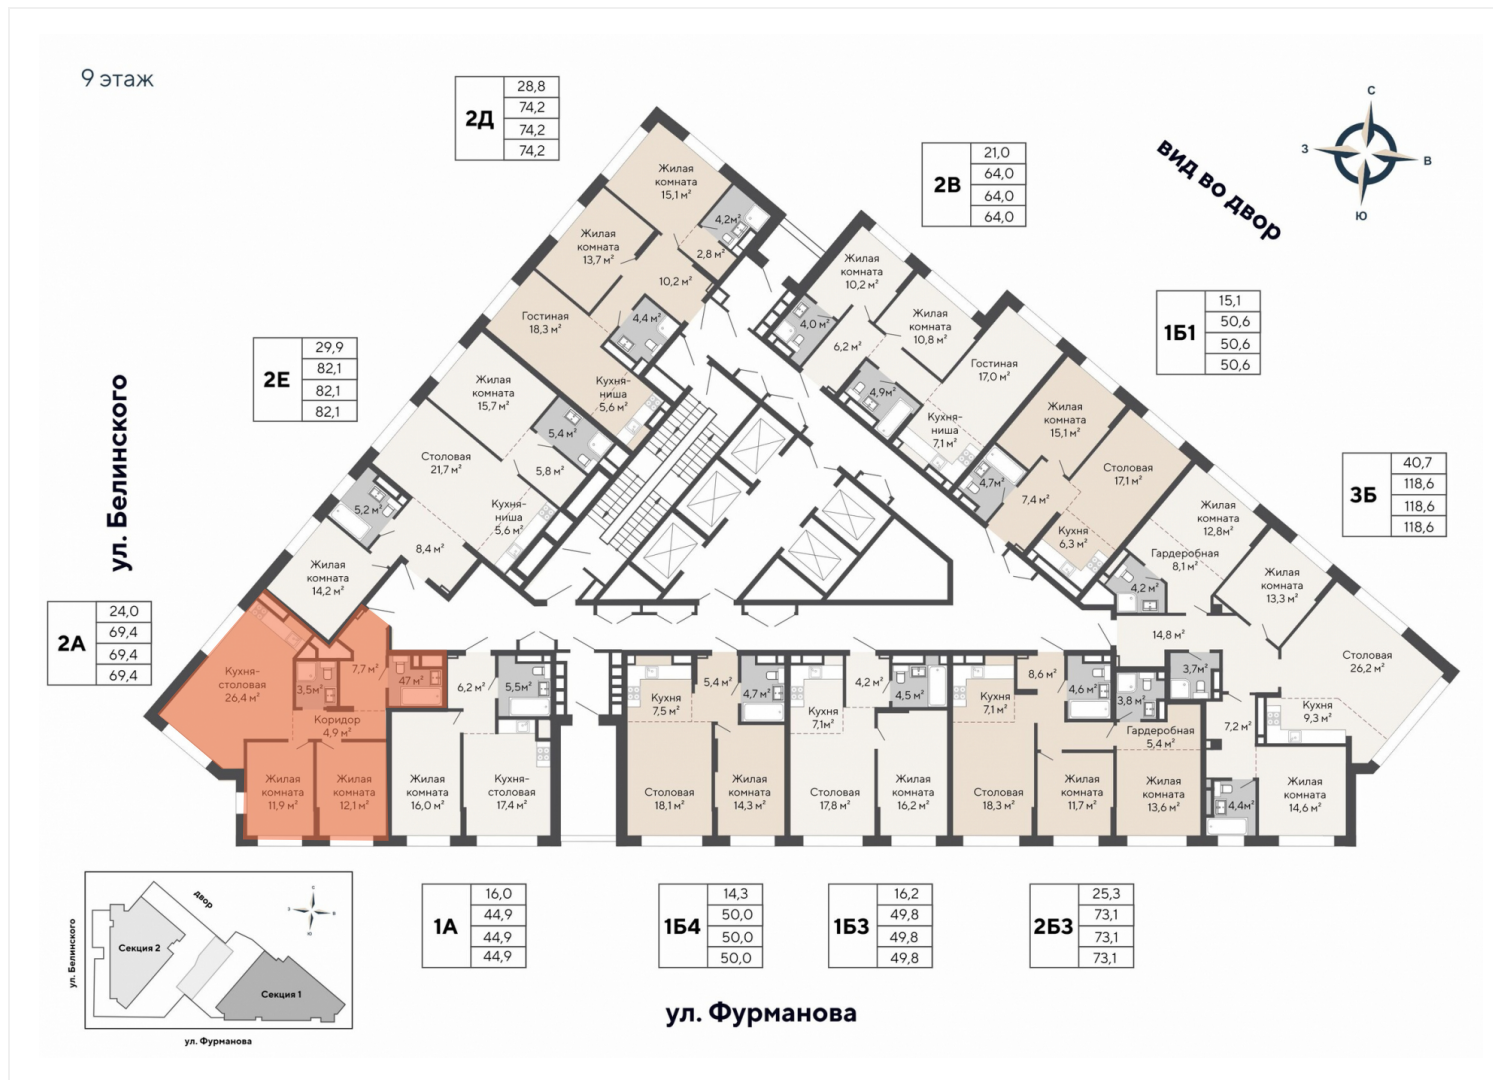 9 этаж
2Д
28,8
74,2
74,2
74,2
2В
21,0
64,0
64,0
64,0
С
З
В
Ю
вид во двор
1Б1
15,1
50,6
50,6
50,6
2Е
29,9
82,1
82,1
82,1
3Б
40,7
118,6
118,6
118,6
ул. Белинского
2А
24,0
69,4
69,4
69,4
Жилая
комната
15,1 м²
4,2м²
2,8 м²
Жилая
комната
13,7 м²
10,2 м²
Гостиная
18,3 м²
4,4 м²
Кухня-
ниша
5,6 м²
Жилая
комната
15,7 м²
5,4 м²
Столовая
21,7 м²
5,8 м²
Кухня-
ниша
5,6 м²
5,2 м²
8,4 м²
Жилая
комната
14,2 м²
Жилая
комната
10,2 м²
4,0 м²
6,2 м²
Жилая
комната
10,8 м²
Гостиная
17,0 м²
4,9м²
Кухня-
ниша
7,1 м²
Жилая
комната
15,1 м²
Столовая
17,1 м²
4,7м²
7,4 м²
Кухня
6,3 м²
Жилая
комната
12,8м²
Гардеробная
8,1 м²
4,2 м²
Жилая
комната
13,3 м²
14,8 м²
Столовая
26,2 м²
3,7м²
3,8 м²
Кухня
9,3 м²
7,2 м²
4,4м²
Жилая
комната
14,6 м²
Кухня-
столовая
26,4 м²
7,7 м²
3,5м²
47 м²
Коридор
4,9 м²
Жилая
комната
11,9 м²
Жилая
комната
12,1 м²
6,2 м²
5,5м²
Жилая
комната
16,0 м²
Кухня-
столовая
17,4 м²
Кухня
7,5 м²
5,4 м²
4,7 м²
Столовая
18,1 м²
Жилая
комната
14,3 м²
Кухня
7,1м²
4,2 м²
4,5 м²
Столовая
17,8 м²
Жилая
комната
16,2 м²
Кухня
7,1 м²
8,6 м²
4,6 м²
Столовая
18,3 м²
Жилая
комната
11,7 м²
Гардеробная
5,4 м²
Жилая
комната
13,6 м²
1А
16,0
44,9
44,9
44,9
1Б4
14,3
50,0
50,0
50,0
1Б3
16,2
49,8
49,8
49,8
2Б3
25,3
73,1
73,1
73,1
ул. Фурманова
ул. Белинского
двор
С
З
В
Ю
Секция 2
Секция 1
ул. Фурманова